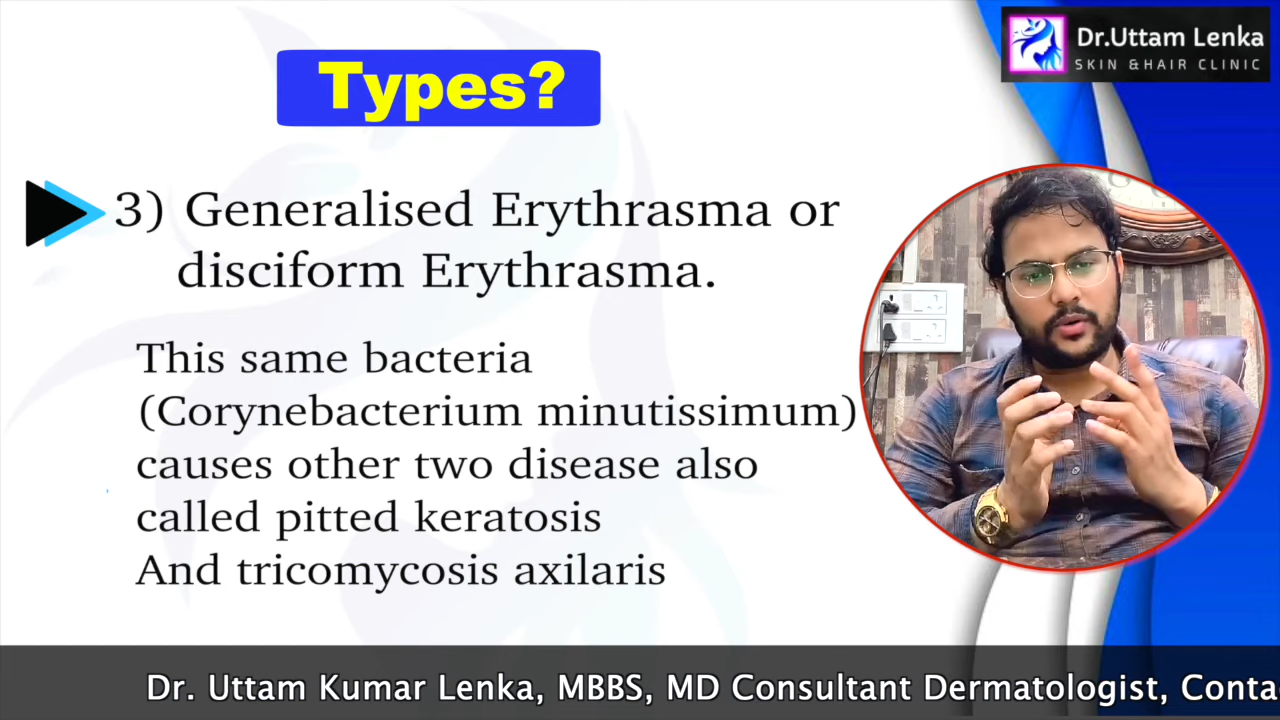 Types?
Dr.Uttam Lenka
SKIN &HAIR CLINIC
3) Generalised Erythrasma or
disciform Erythrasma.
This same bacteria
(Corynebacterium minutissimum)
causes other two disease also
called pitted keratosis
And tricomycosis axilaris
Dr. Uttam Kumar Lenka, MBBS, MD Consultant Dermatologist, Conta